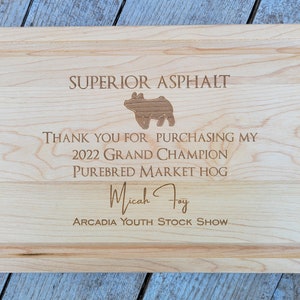 SUPERIOR ASPHALT
THANK YOU FOR PURCHASING MY
2022 GRAND CHAMPION
PUREBRED MARKET HOG
Micah Foy
ARCADIA YOUTH STOCK SHOW